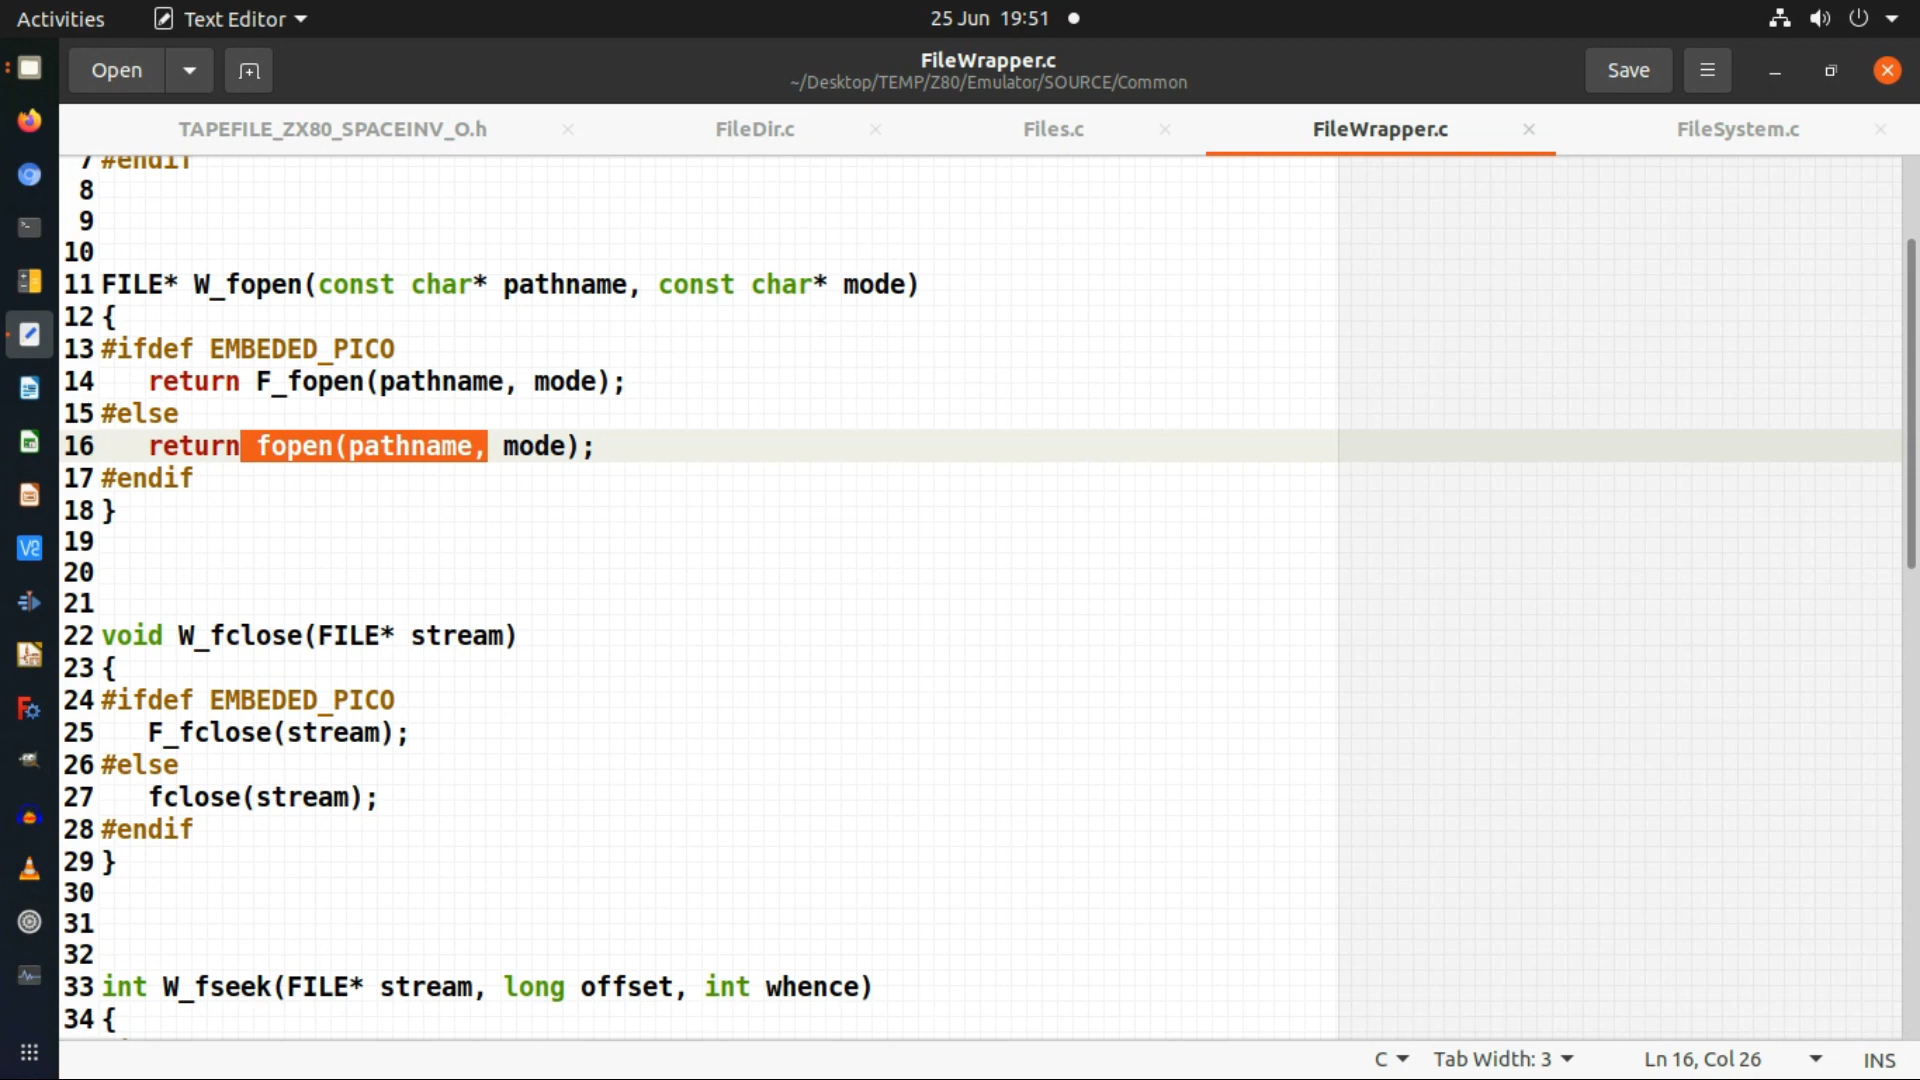 Activities Text Editor 25 Jun 19:51
Open FileWrapper.c Save
~/Desktop/TEMP/Z80/Emulator/SOURCE/Common
TAPEFILE_ZX80_SPACEINV_O.h FileDir.c Files.c FileWrapper.c FileSystem.c
7 #endif
8
9
10
11 FILE* W_fopen(const char* pathname, const char* mode)
12 {
13 #ifdef EMBEDED_PICO
14    return F_fopen(pathname, mode);
15 #else
16    return fopen(pathname, mode);
17 #endif
18 }
19
20
21
22 void W_fclose(FILE* stream)
23 {
24 #ifdef EMBEDED_PICO
25    F_fclose(stream);
26 #else
27    fclose(stream);
28 #endif
29 }
30
31
32
33 int W_fseek(FILE* stream, long offset, int whence)
34 {
C Tab Width: 3 Ln 16, Col 26 INS